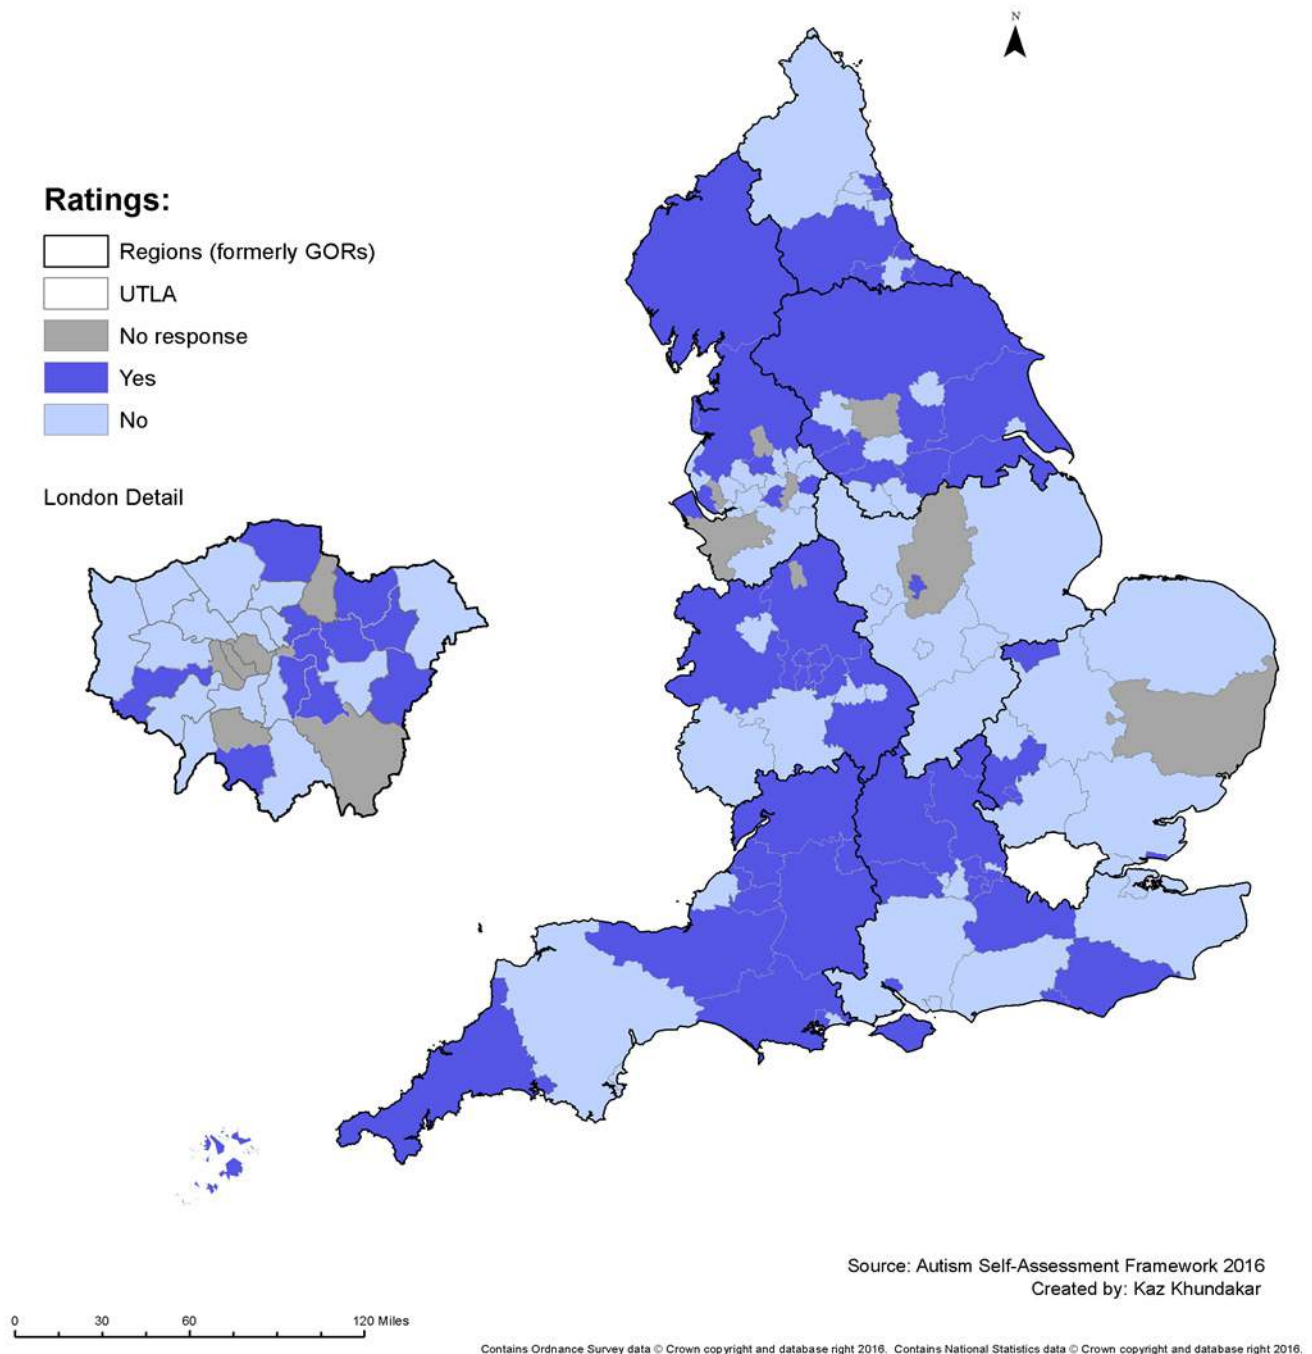 N
Ratings:
Regions (formerly GORs)
UTLA
No response
Yes
No
London Detail
Source: Autism Self-Assessment Framework 2016
Created by: Kaz Khundakar
0 30 60 120 Miles
Contains Ordnance Survey data © Crown copyright and database right 2016. Contains National Statistics data © Crown copyright and database right 2016.